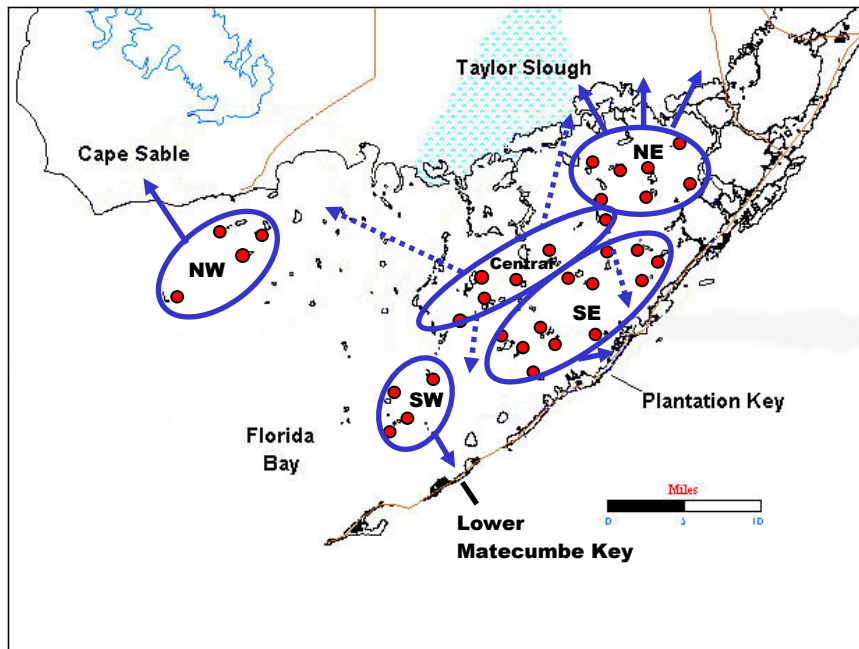 Taylor Slough
Cape Sable
NE
Central
NW
SE
SW
Plantation Key
Florida
Bay
Miles
0 5 10
Lower
Matecumbe Key